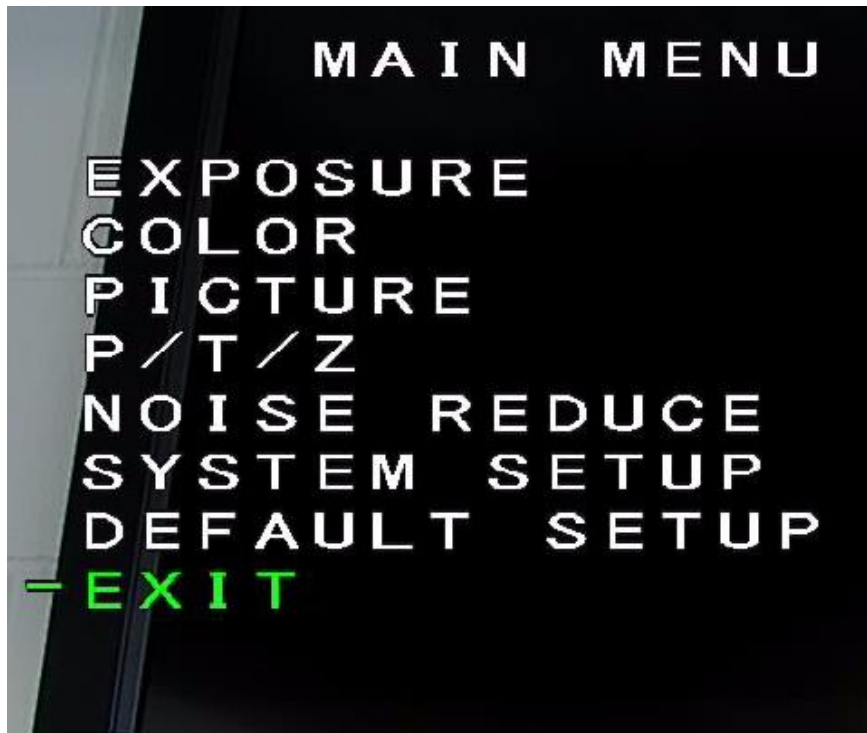 MAIN MENU
EXPOSURE
COLOR
PICTURE
P/T/Z
NOISE REDUCE
SYSTEM SETUP
DEFAULT SETUP
-EXIT